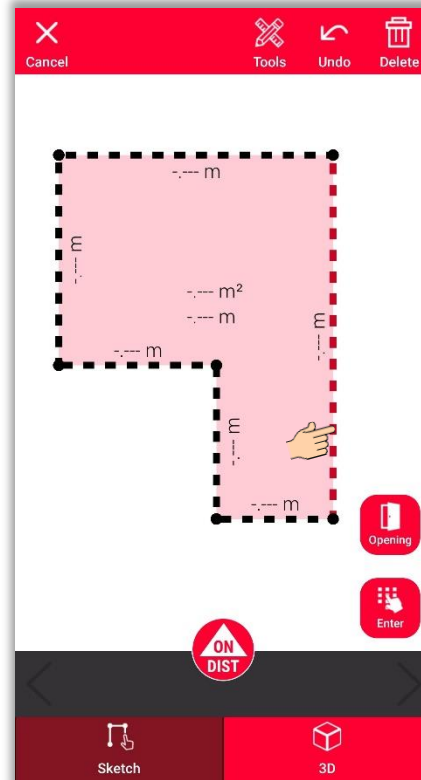 Cancel
Tools
Undo
Delete
-.--- m
-.--- m
-.--- m²
-.--- m
-.--- m
-.--- m
-.--- m
-.--- m
Opening
Enter
ON
DIST
Sketch
3D